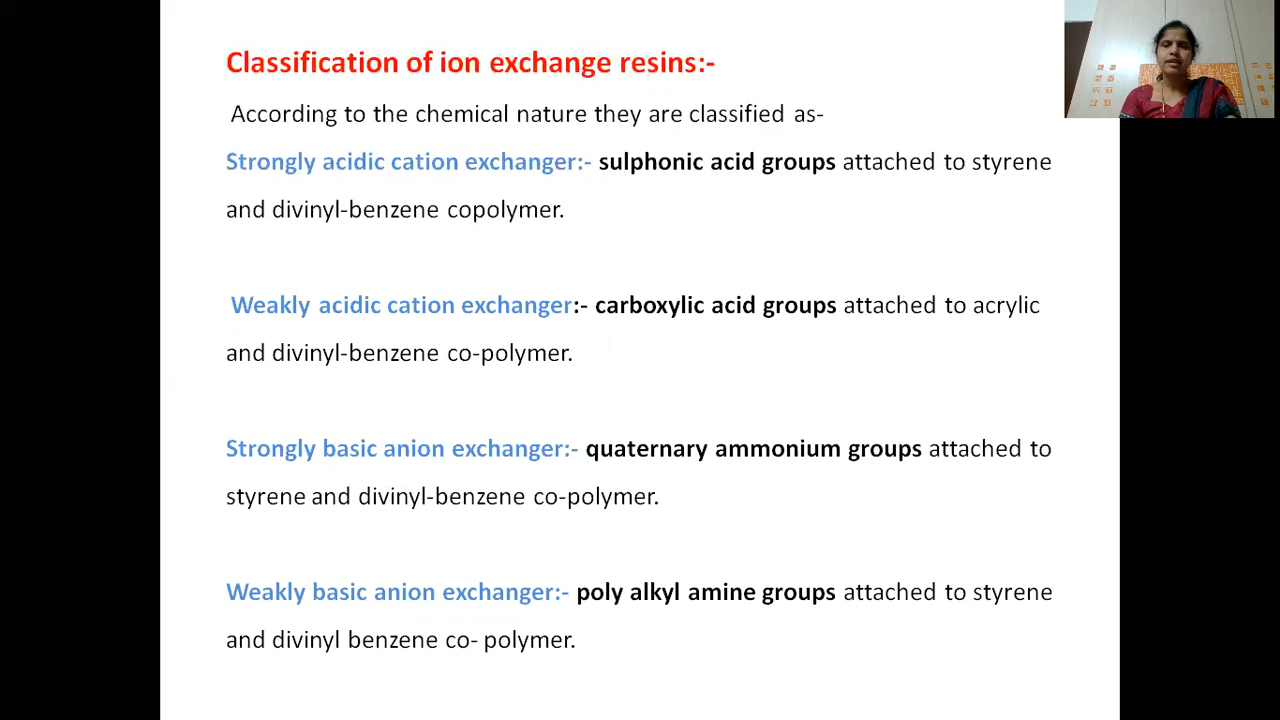 Classification of ion exchange resins:-
According to the chemical nature they are classified as-
Strongly acidic cation exchanger:- sulphonic acid groups attached to styrene
and divinyl-benzene copolymer.
Weakly acidic cation exchanger:- carboxylic acid groups attached to acrylic
and divinyl-benzene co-polymer.
Strongly basic anion exchanger:- quaternary ammonium groups attached to
styrene and divinyl-benzene co-polymer.
Weakly basic anion exchanger:- poly alkyl amine groups attached to styrene
and divinyl benzene co- polymer.